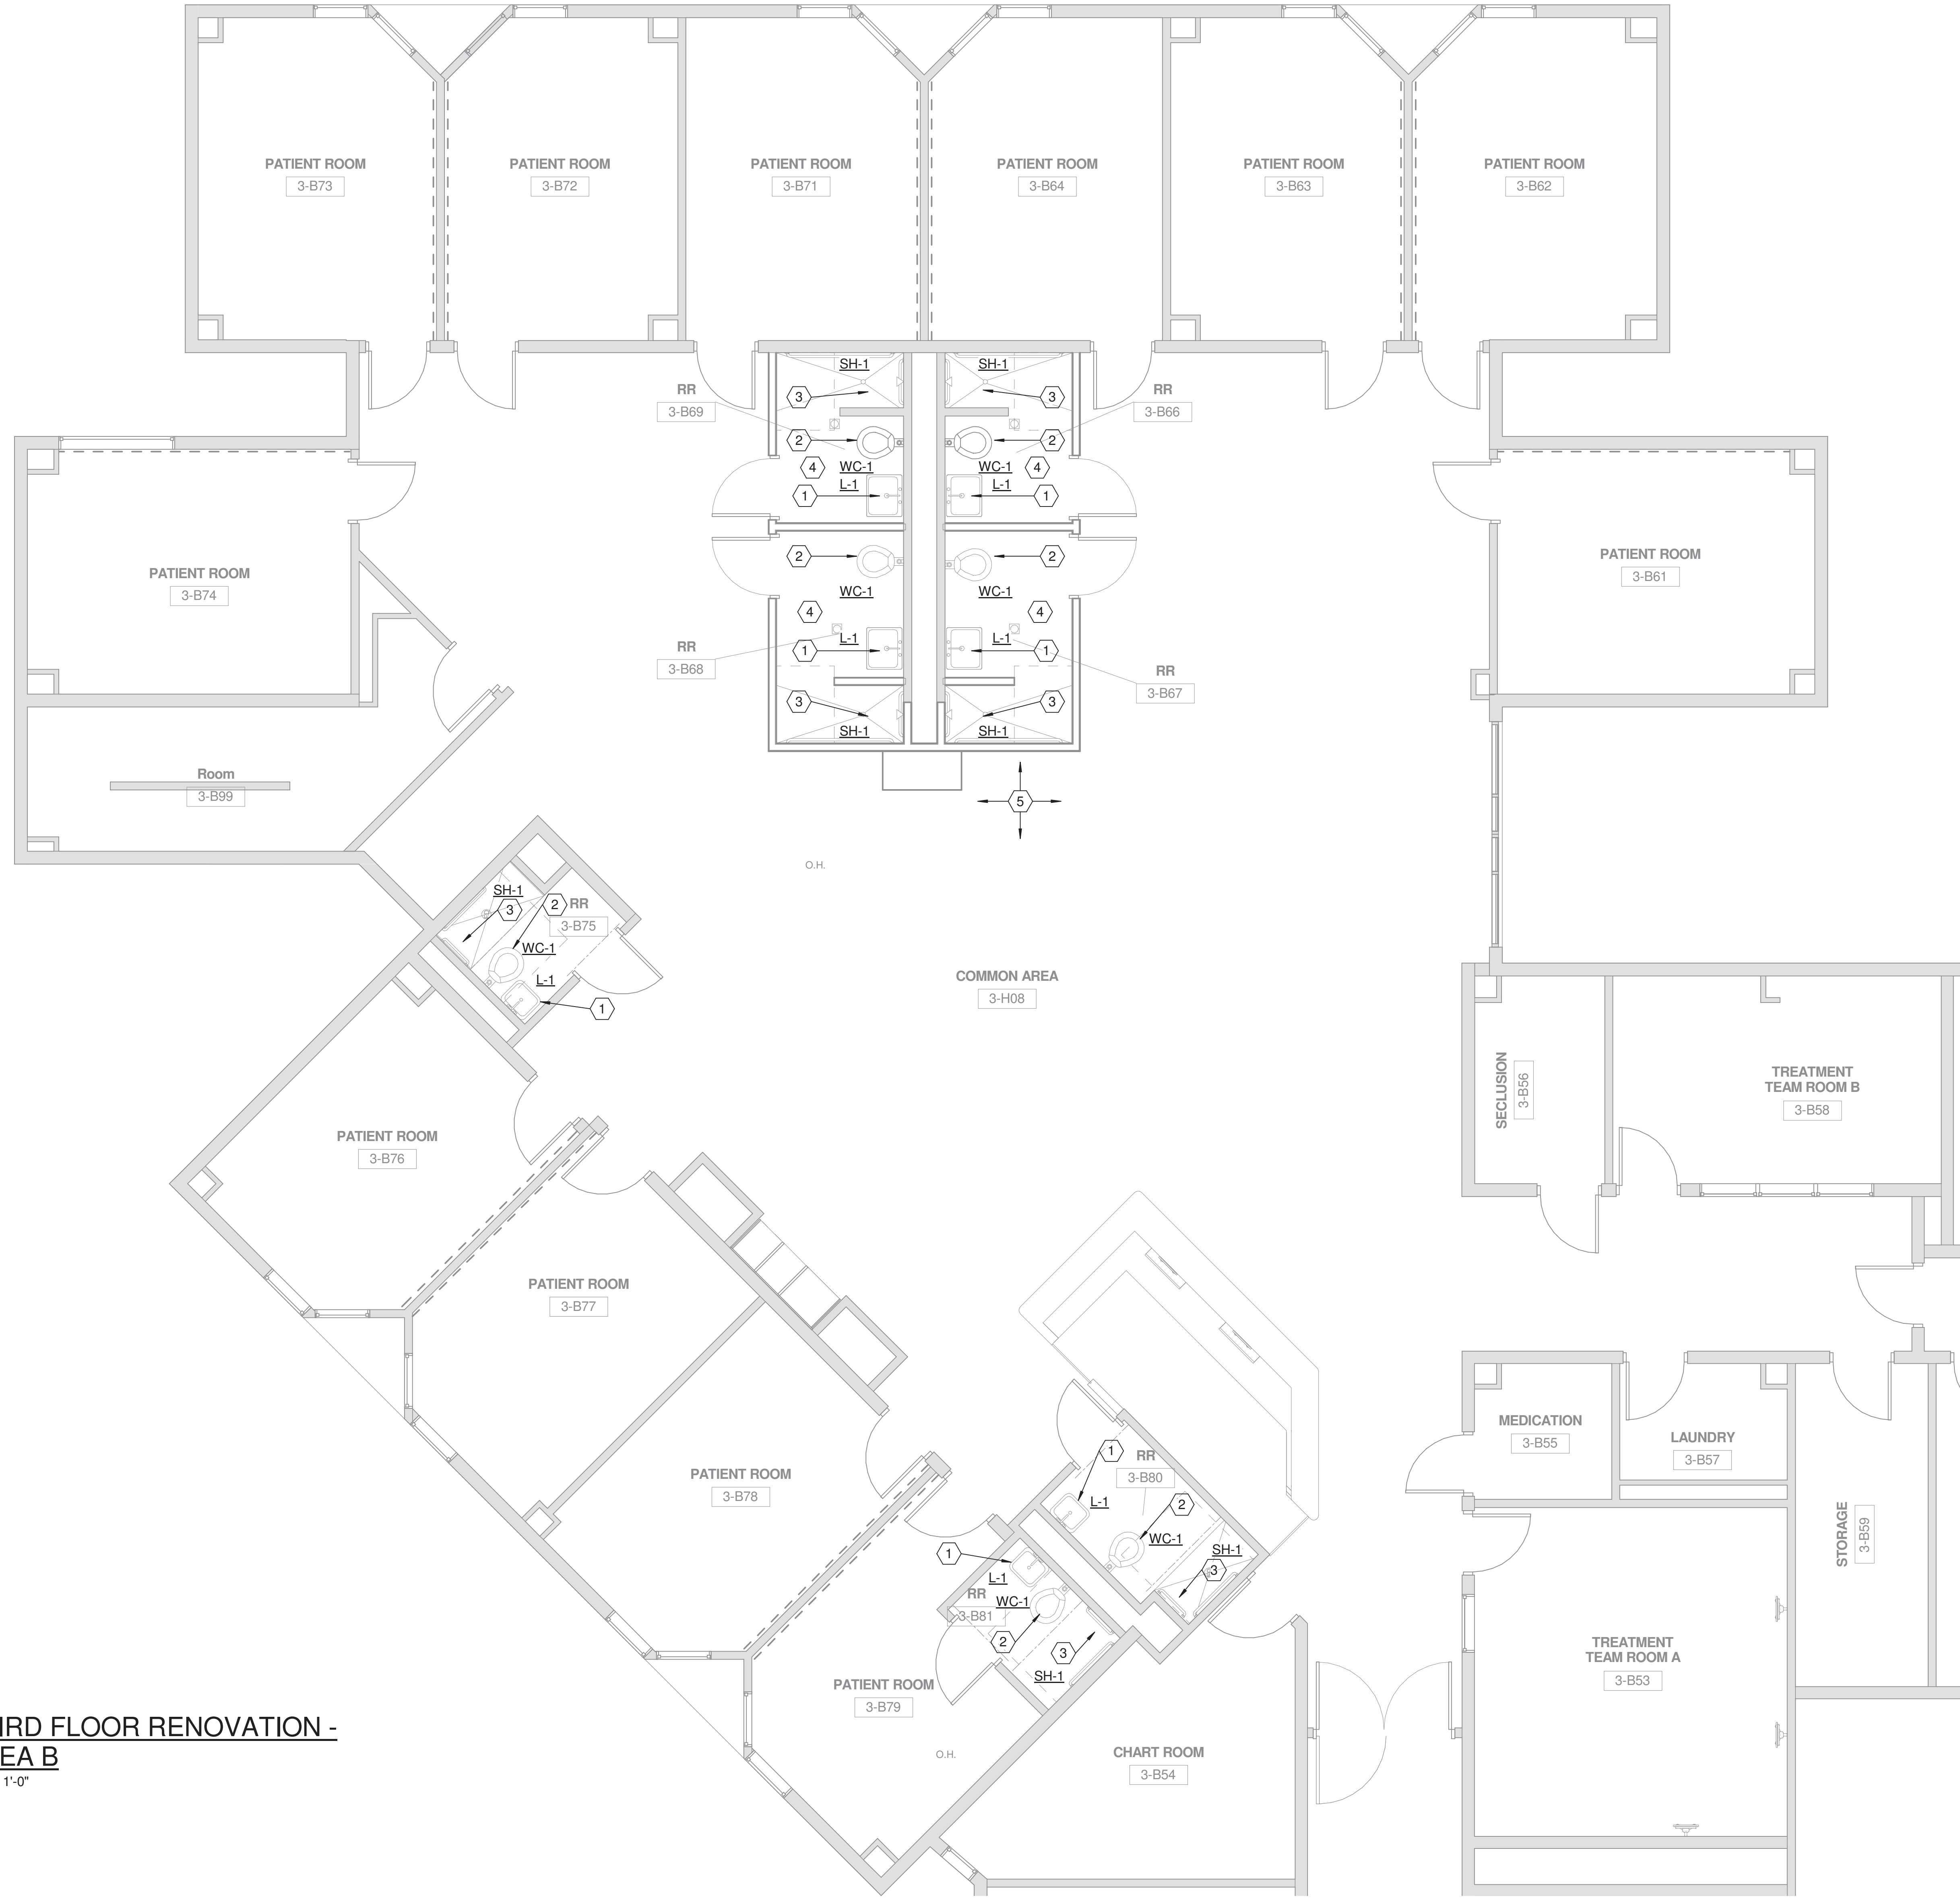 PATIENT ROOM
3-B73
PATIENT ROOM
3-B72
PATIENT ROOM
3-B71
PATIENT ROOM
3-B64
PATIENT ROOM
3-B63
PATIENT ROOM
3-B62
RR
3-B69
SH-1
3
2
4
WC-1
L-1
1
SH-1
3
2
WC-1
4
L-1
1
RR
3-B66
2
WC-1
4
L-1
1
3
SH-1
RR
3-B68
2
WC-1
4
L-1
1
3
SH-1
RR
3-B67
5
PATIENT ROOM
3-B74
PATIENT ROOM
3-B61
Room
3-B99
O.H.
SH-1
3
2
RR
3-B75
WC-1
L-1
1
COMMON AREA
3-H08
SECLUSION
3-B56
TREATMENT
TEAM ROOM B
3-B58
PATIENT ROOM
3-B76
PATIENT ROOM
3-B77
PATIENT ROOM
3-B78
1
RR
3-B80
L-1
2
WC-1
SH-1
3
1
L-1
RR
WC-1
3-B81
2
3
SH-1
PATIENT ROOM
3-B79
O.H.
CHART ROOM
3-B54
MEDICATION
3-B55
LAUNDRY
3-B57
STORAGE
3-B59
TREATMENT
TEAM ROOM A
3-B53
IRD FLOOR RENOVATION -
EA B
1'-0"